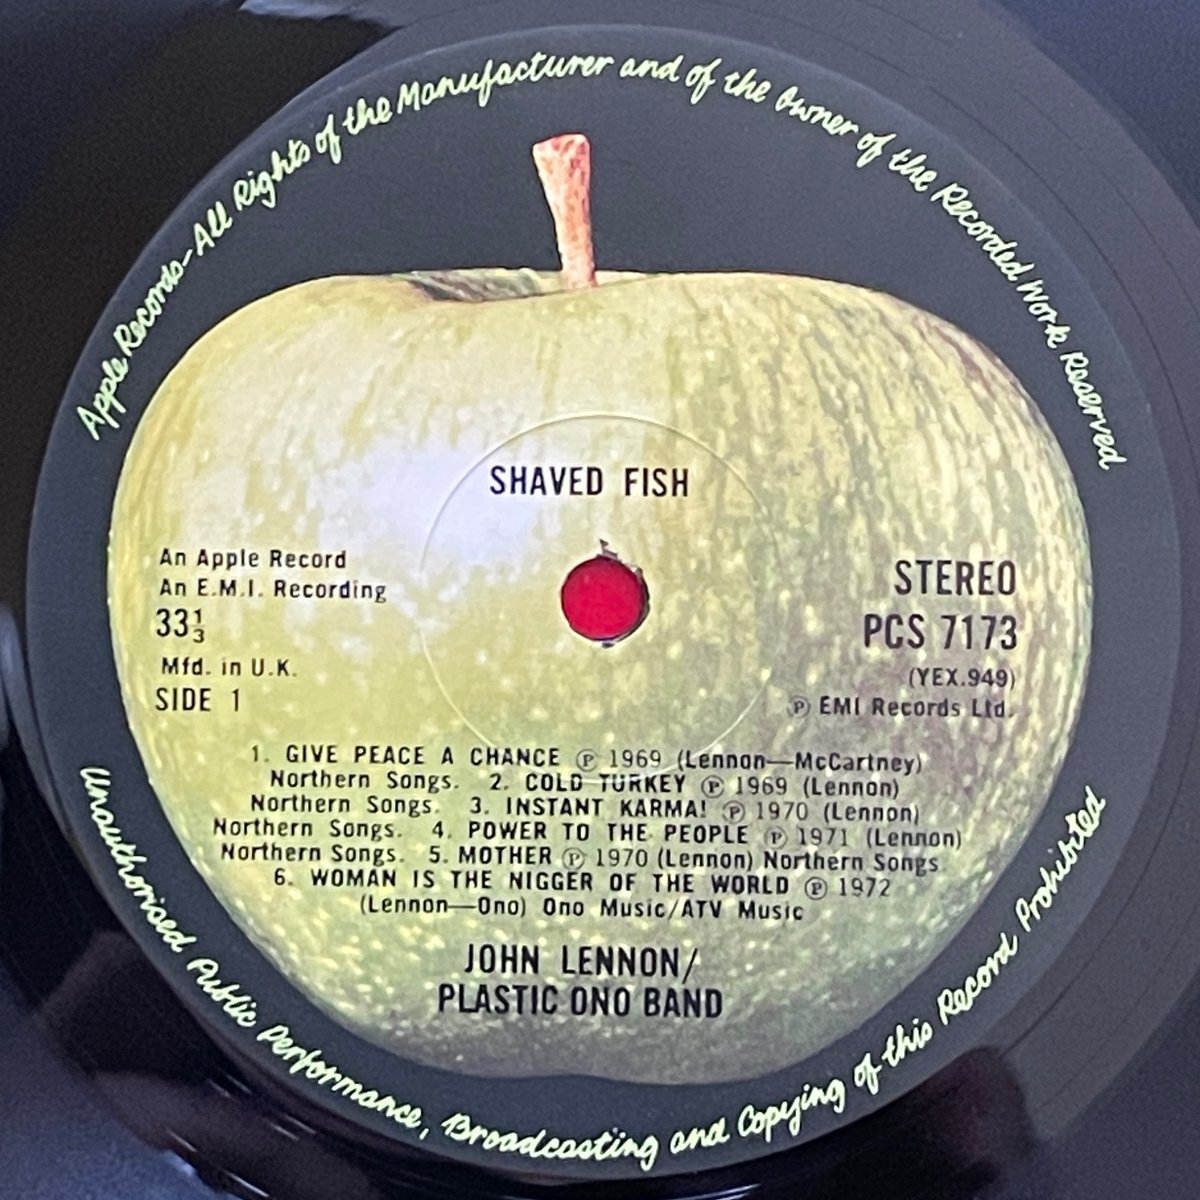 Apple Records-All Rights of the Manufacturer and of the Owner of the Recorded Work Reserved
SHAVED FISH
An Apple Record
An E.M.I. Recording
33⅓
Mfd. in U.K.
SIDE 1
STEREO
PCS 7173
(YEX.949)
℗ EMI Records Ltd.
1. GIVE PEACE A CHANCE ℗ 1969 (Lennon—McCartney)
Northern Songs. 2. COLD TURKEY ℗ 1969 (Lennon)
Northern Songs. 3. INSTANT KARMA! ℗ 1970 (Lennon)
Northern Songs. 4. POWER TO THE PEOPLE ℗ 1971 (Lennon)
Northern Songs. 5. MOTHER ℗ 1970 (Lennon) Northern Songs
6. WOMAN IS THE NIGGER OF THE WORLD ℗ 1972
(Lennon—Ono) Ono Music/ATV Music
JOHN LENNON/
PLASTIC ONO BAND
Unauthorised Public Performance, Broadcasting and Copying of this Record Prohibited